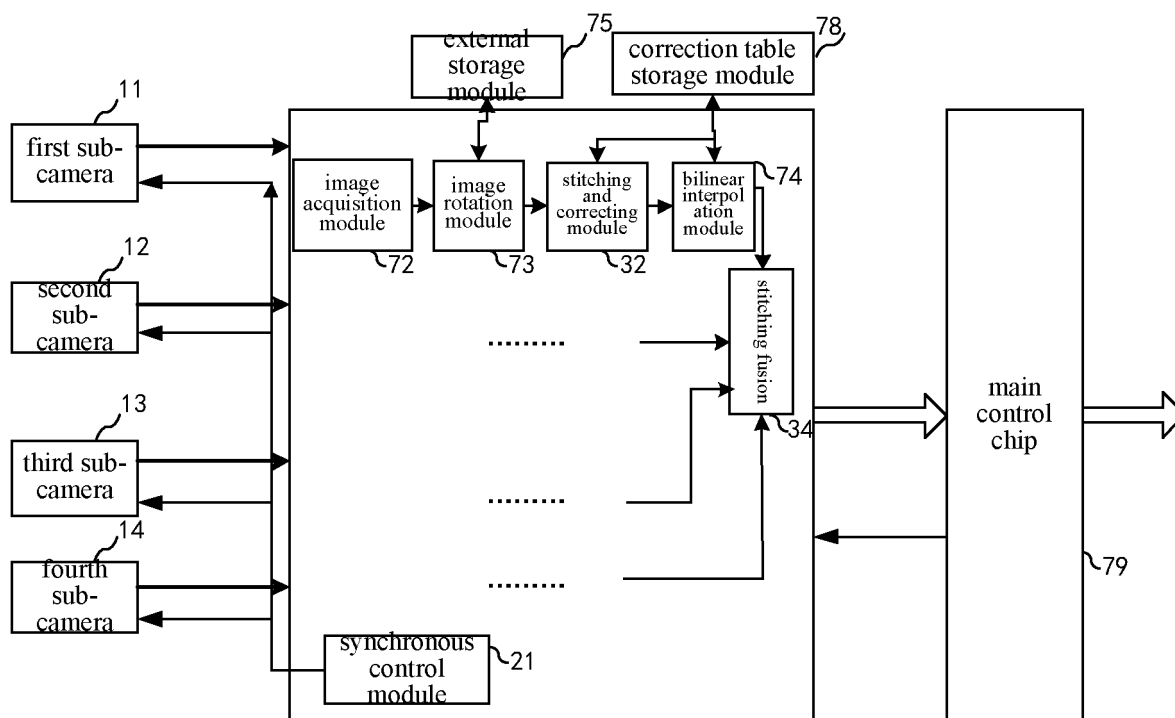 75
external
storage
module
78
correction table
storage module
11
first sub-
camera
image
acquisition
module
72
image
rotation
module
73
stitching
and
correcting
module
32
bilinear
interpol
ation
module
74
12
second
sub-
camera
stitching fusion
34
13
third sub-
camera
14
fourth
sub-
camera
synchronous
control
module
21
main
control
chip
79